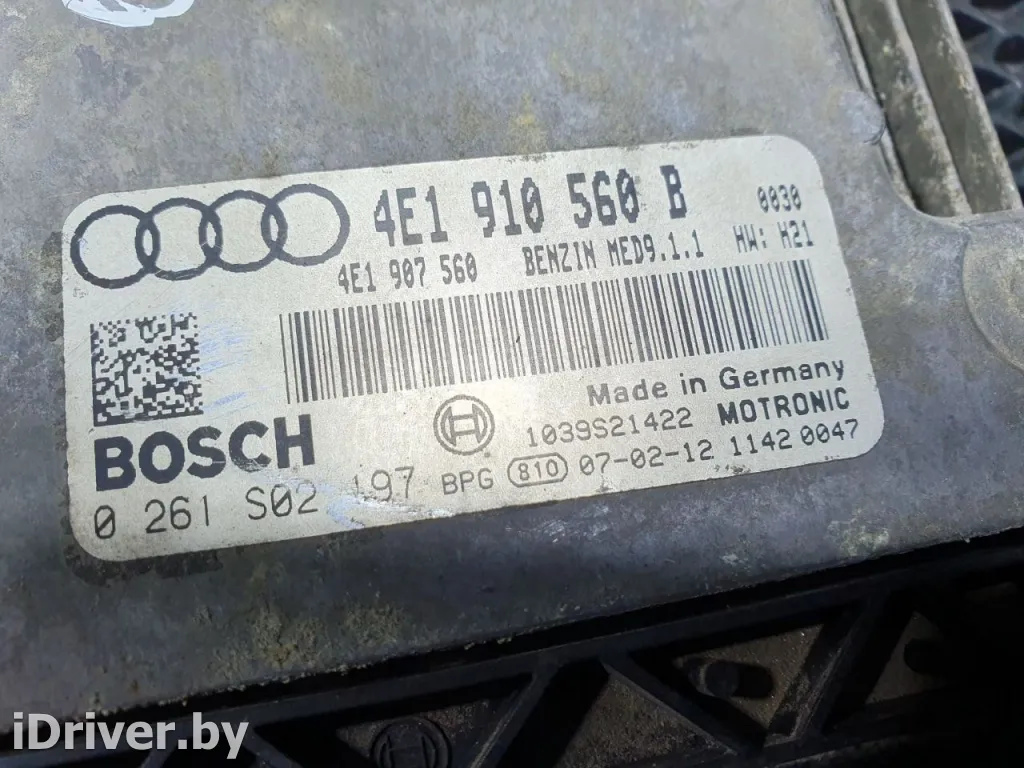 4E1 910 560 B 0030
4E1 907 560 BENZIN MED9.1.1 HW: H21
Made in Germany
BOSCH 1039S21422 MOTRONIC
0 261 S02 197 BPG 810 07-02-12 1142 0047
iDriver.by